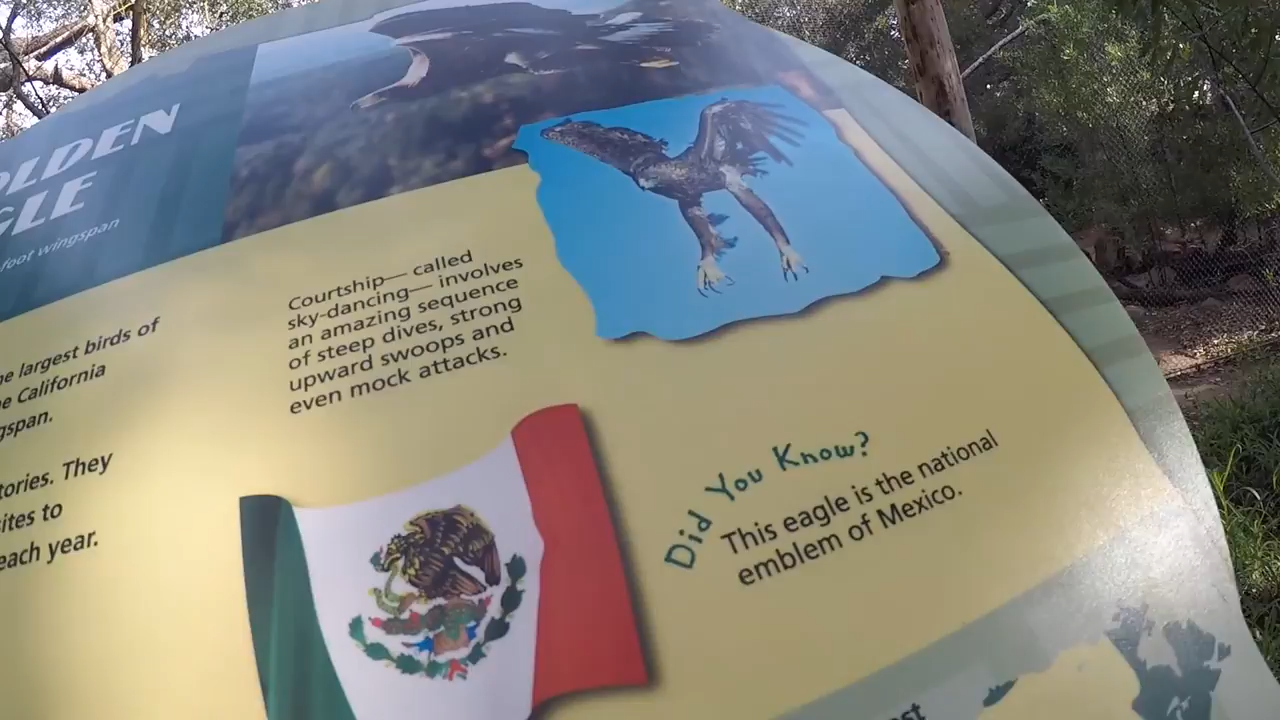 OLDEN
GLE
foot wingspan
largest birds of
California
gspan.
tories. They
sites to
each year.
Courtship— called
sky-dancing— involves
an amazing sequence
of steep dives, strong
upward swoops and
even mock attacks.
Did You Know?
This eagle is the national
emblem of Mexico.